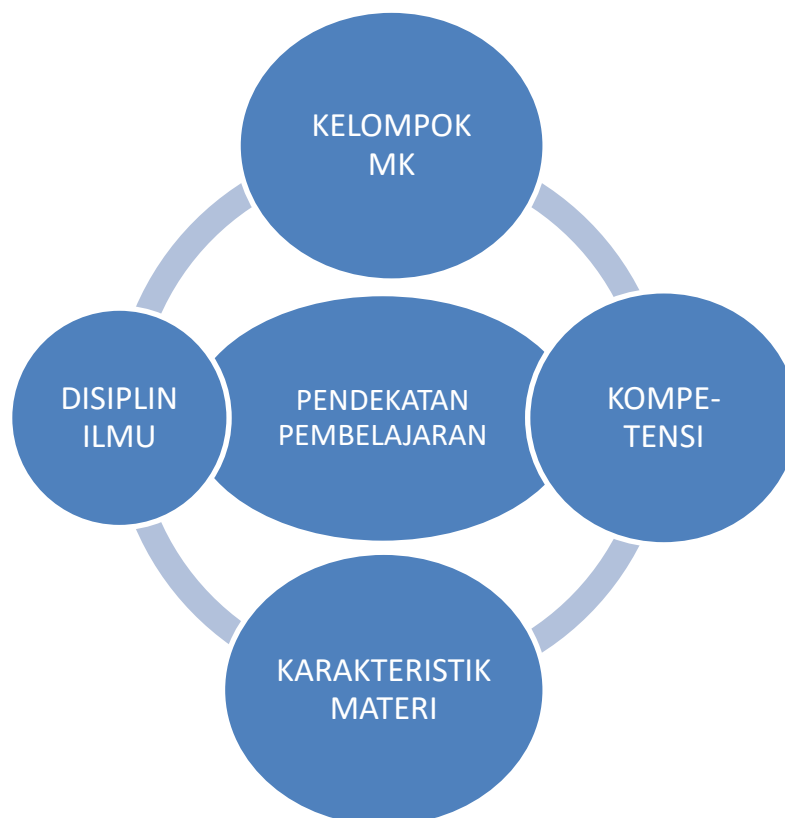 KELOMPOK
MK
DISIPLIN
ILMU
PENDEKATAN
PEMBELAJARAN
KOMPE-
TENSI
KARAKTERISTIK
MATERI